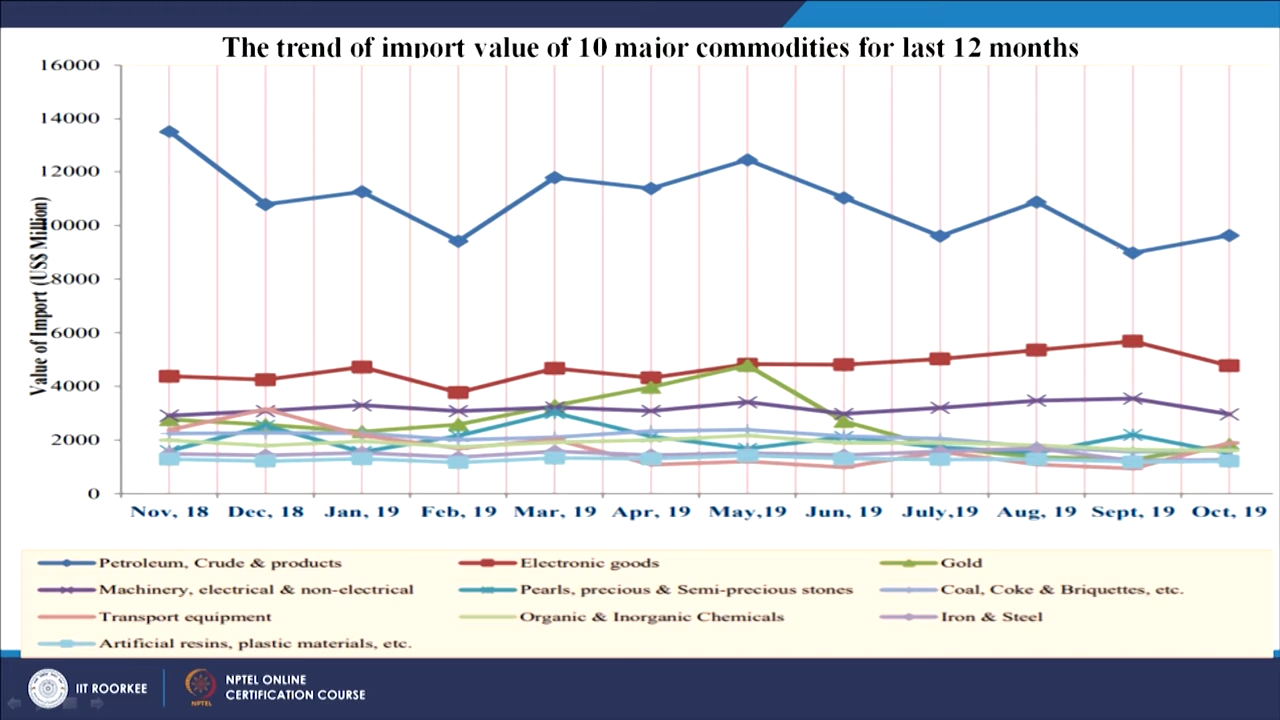 The trend of import value of 10 major commodities for last 12 months
Value of Import (US$ Million)
16000
14000
12000
10000
8000
6000
4000
2000
0
Nov, 18 Dec, 18 Jan, 19 Feb, 19 Mar, 19 Apr, 19 May,19 Jun, 19 July,19 Aug, 19 Sept, 19 Oct, 19
Petroleum, Crude & products Electronic goods Gold
Machinery, electrical & non-electrical Pearls, precious & Semi-precious stones Coal, Coke & Briquettes, etc.
Transport equipment Organic & Inorganic Chemicals Iron & Steel
Artificial resins, plastic materials, etc.
IIT ROORKEE
NPTEL
NPTEL ONLINE
CERTIFICATION COURSE